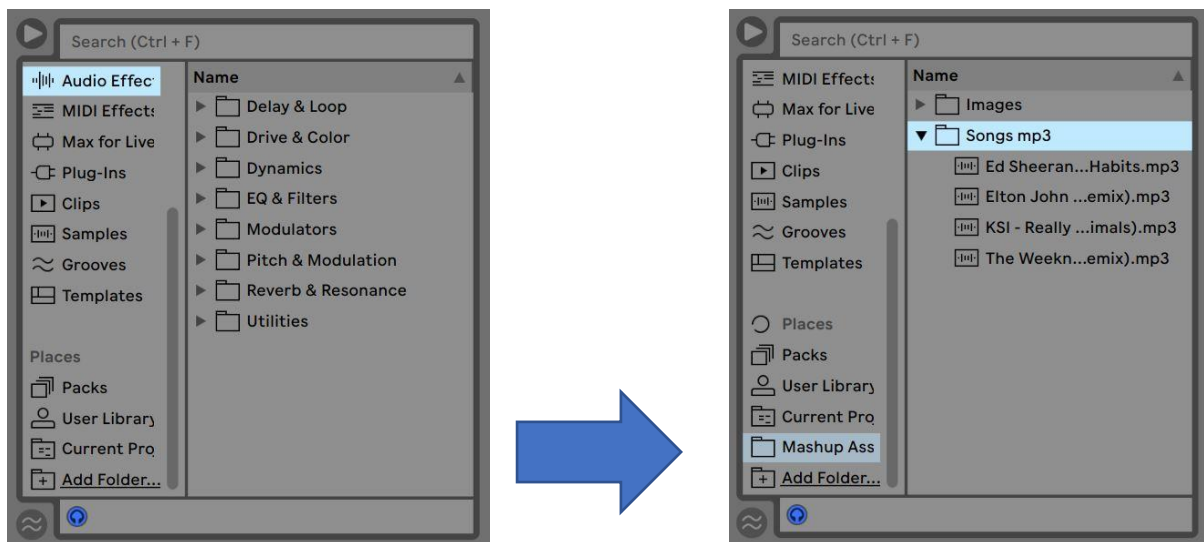 Search (Ctrl + F)
Audio Effec
MIDI Effects
Max for Live
Plug-Ins
Clips
Samples
Grooves
Templates
Places
Packs
User Library
Current Pro
Add Folder...
Name
Delay & Loop
Drive & Color
Dynamics
EQ & Filters
Modulators
Pitch & Modulation
Reverb & Resonance
Utilities
Search (Ctrl + F)
MIDI Effects
Max for Live
Plug-Ins
Clips
Samples
Grooves
Templates
Places
Packs
User Library
Current Pro
Mashup Ass
Add Folder...
Name
Images
Songs mp3
Ed Sheeran...Habits.mp3
Elton John ...emix).mp3
KSI - Really ...imals).mp3
The Weekn...emix).mp3